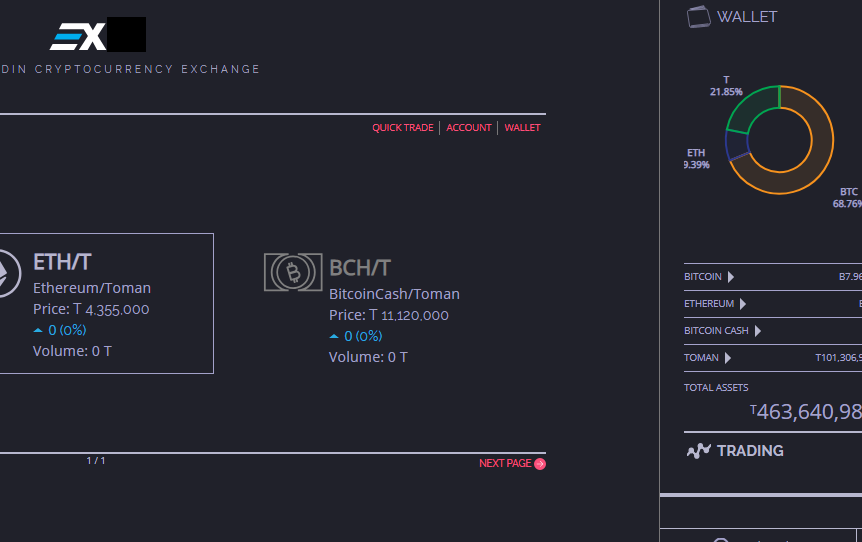 EX
DIN CRYPTOCURRENCY EXCHANGE
QUICK TRADE | ACCOUNT | WALLET
ETH/T
Ethereum/Toman
Price: T 4,355,000
0 (0%)
Volume: 0 T
BCH/T
BitcoinCash/Toman
Price: T 11,120,000
0 (0%)
Volume: 0 T
1 / 1
NEXT PAGE
WALLET
T
21.85%
ETH
9.39%
BTC
68.76%
BITCOIN B7.96
ETHEREUM
BITCOIN CASH
TOMAN T101,306,9
TOTAL ASSETS
T463,640,98
TRADING